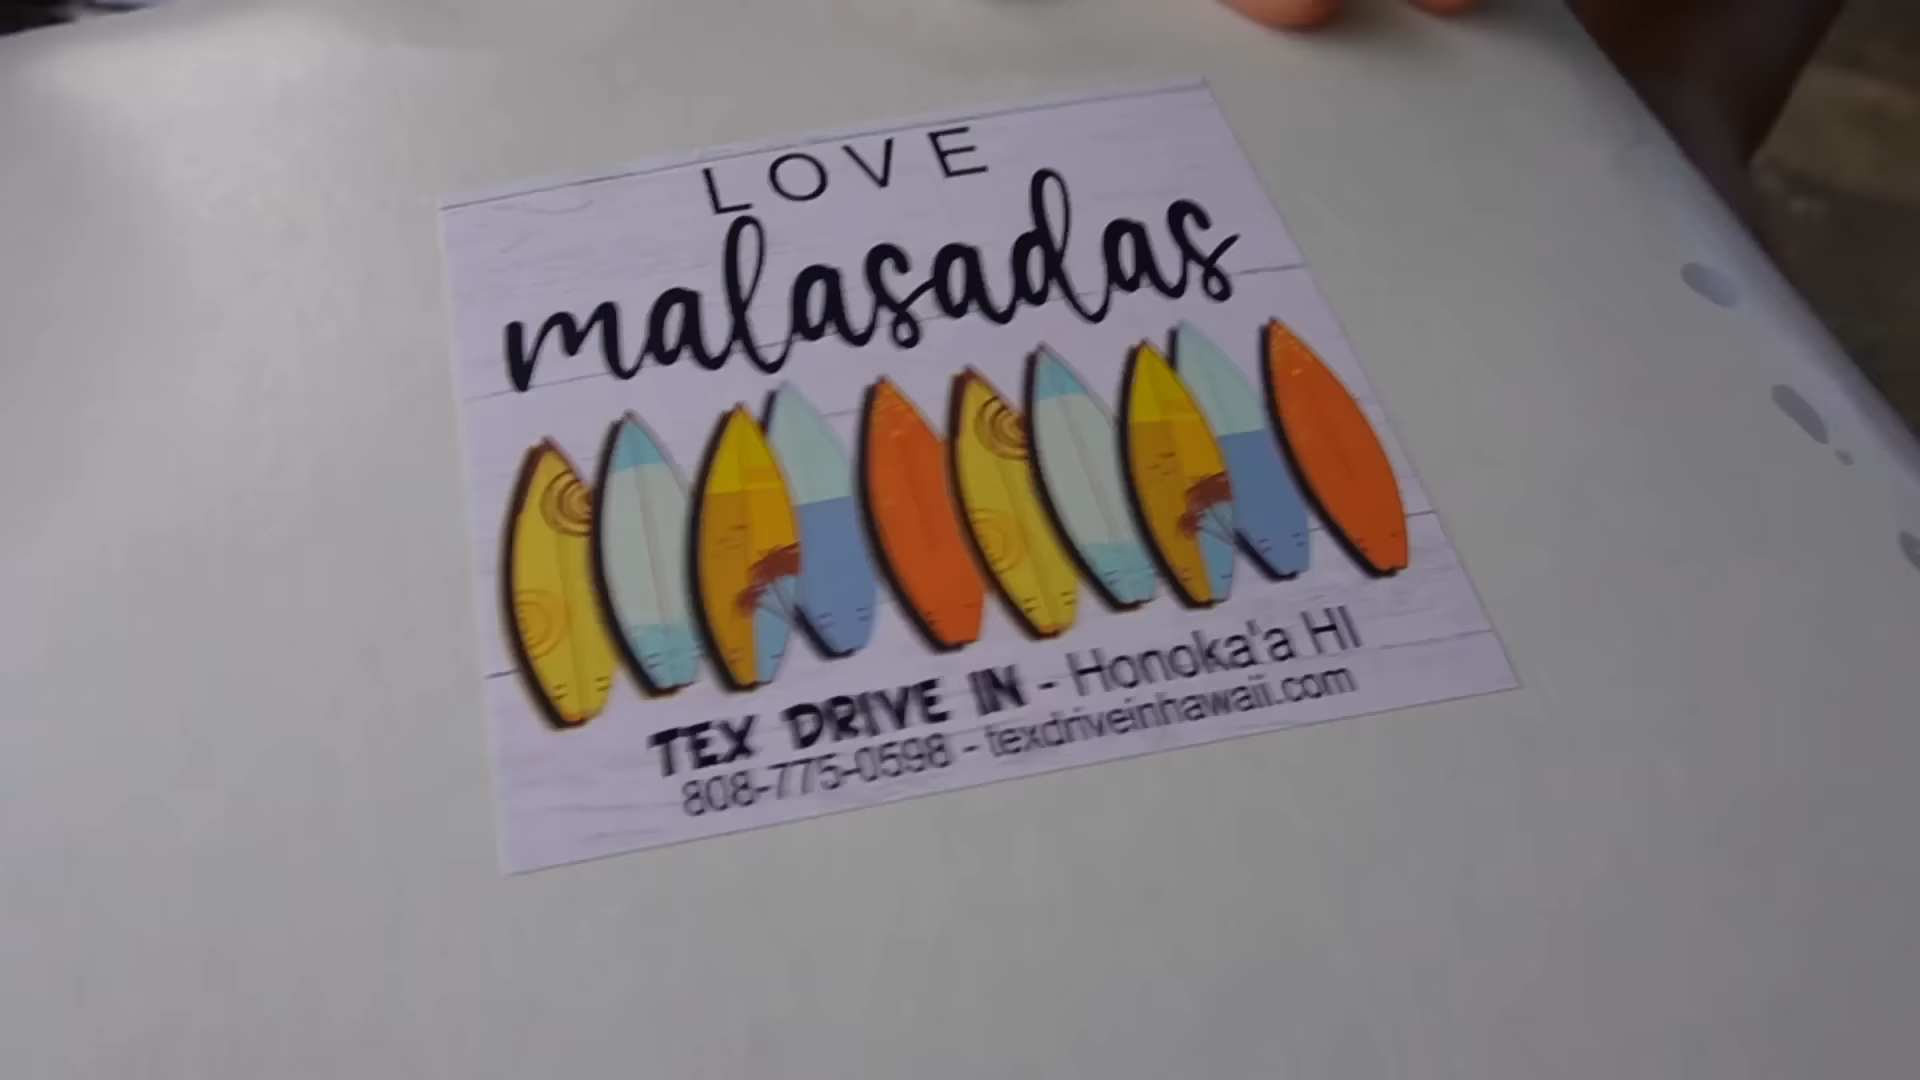 LOVE
malasadas
TEX DRIVE IN - Honoka'a HI
808-775-0598 - texdriveinhawaii.com